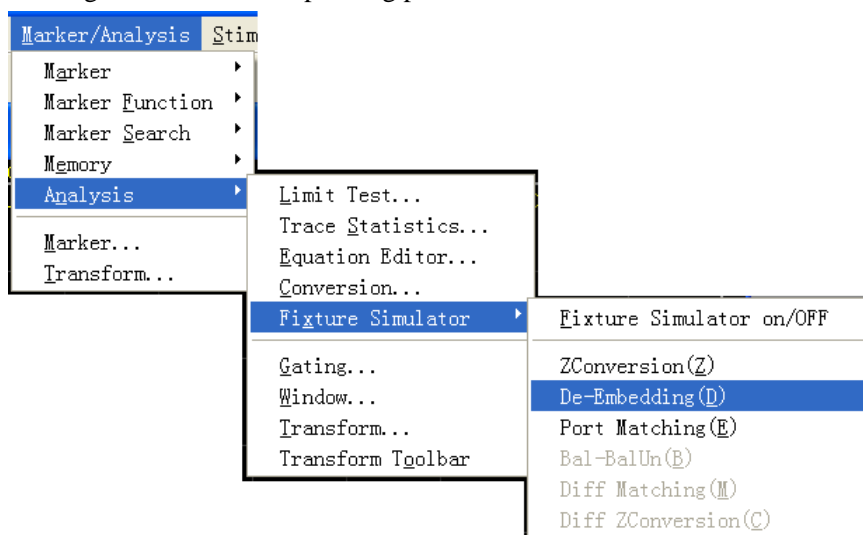 Marker/Analysis Stim
Marker
Marker Function
Marker Search
Memory
Analysis
Marker...
Transform...
Limit Test...
Trace Statistics...
Equation Editor...
Conversion...
Fixture Simulator
Gating...
Window...
Transform...
Transform Toolbar
Fixture Simulator on/OFF
ZConversion(Z)
De-Embedding(D)
Port Matching(E)
Bal-BalUn(B)
Diff Matching(M)
Diff ZConversion(C)